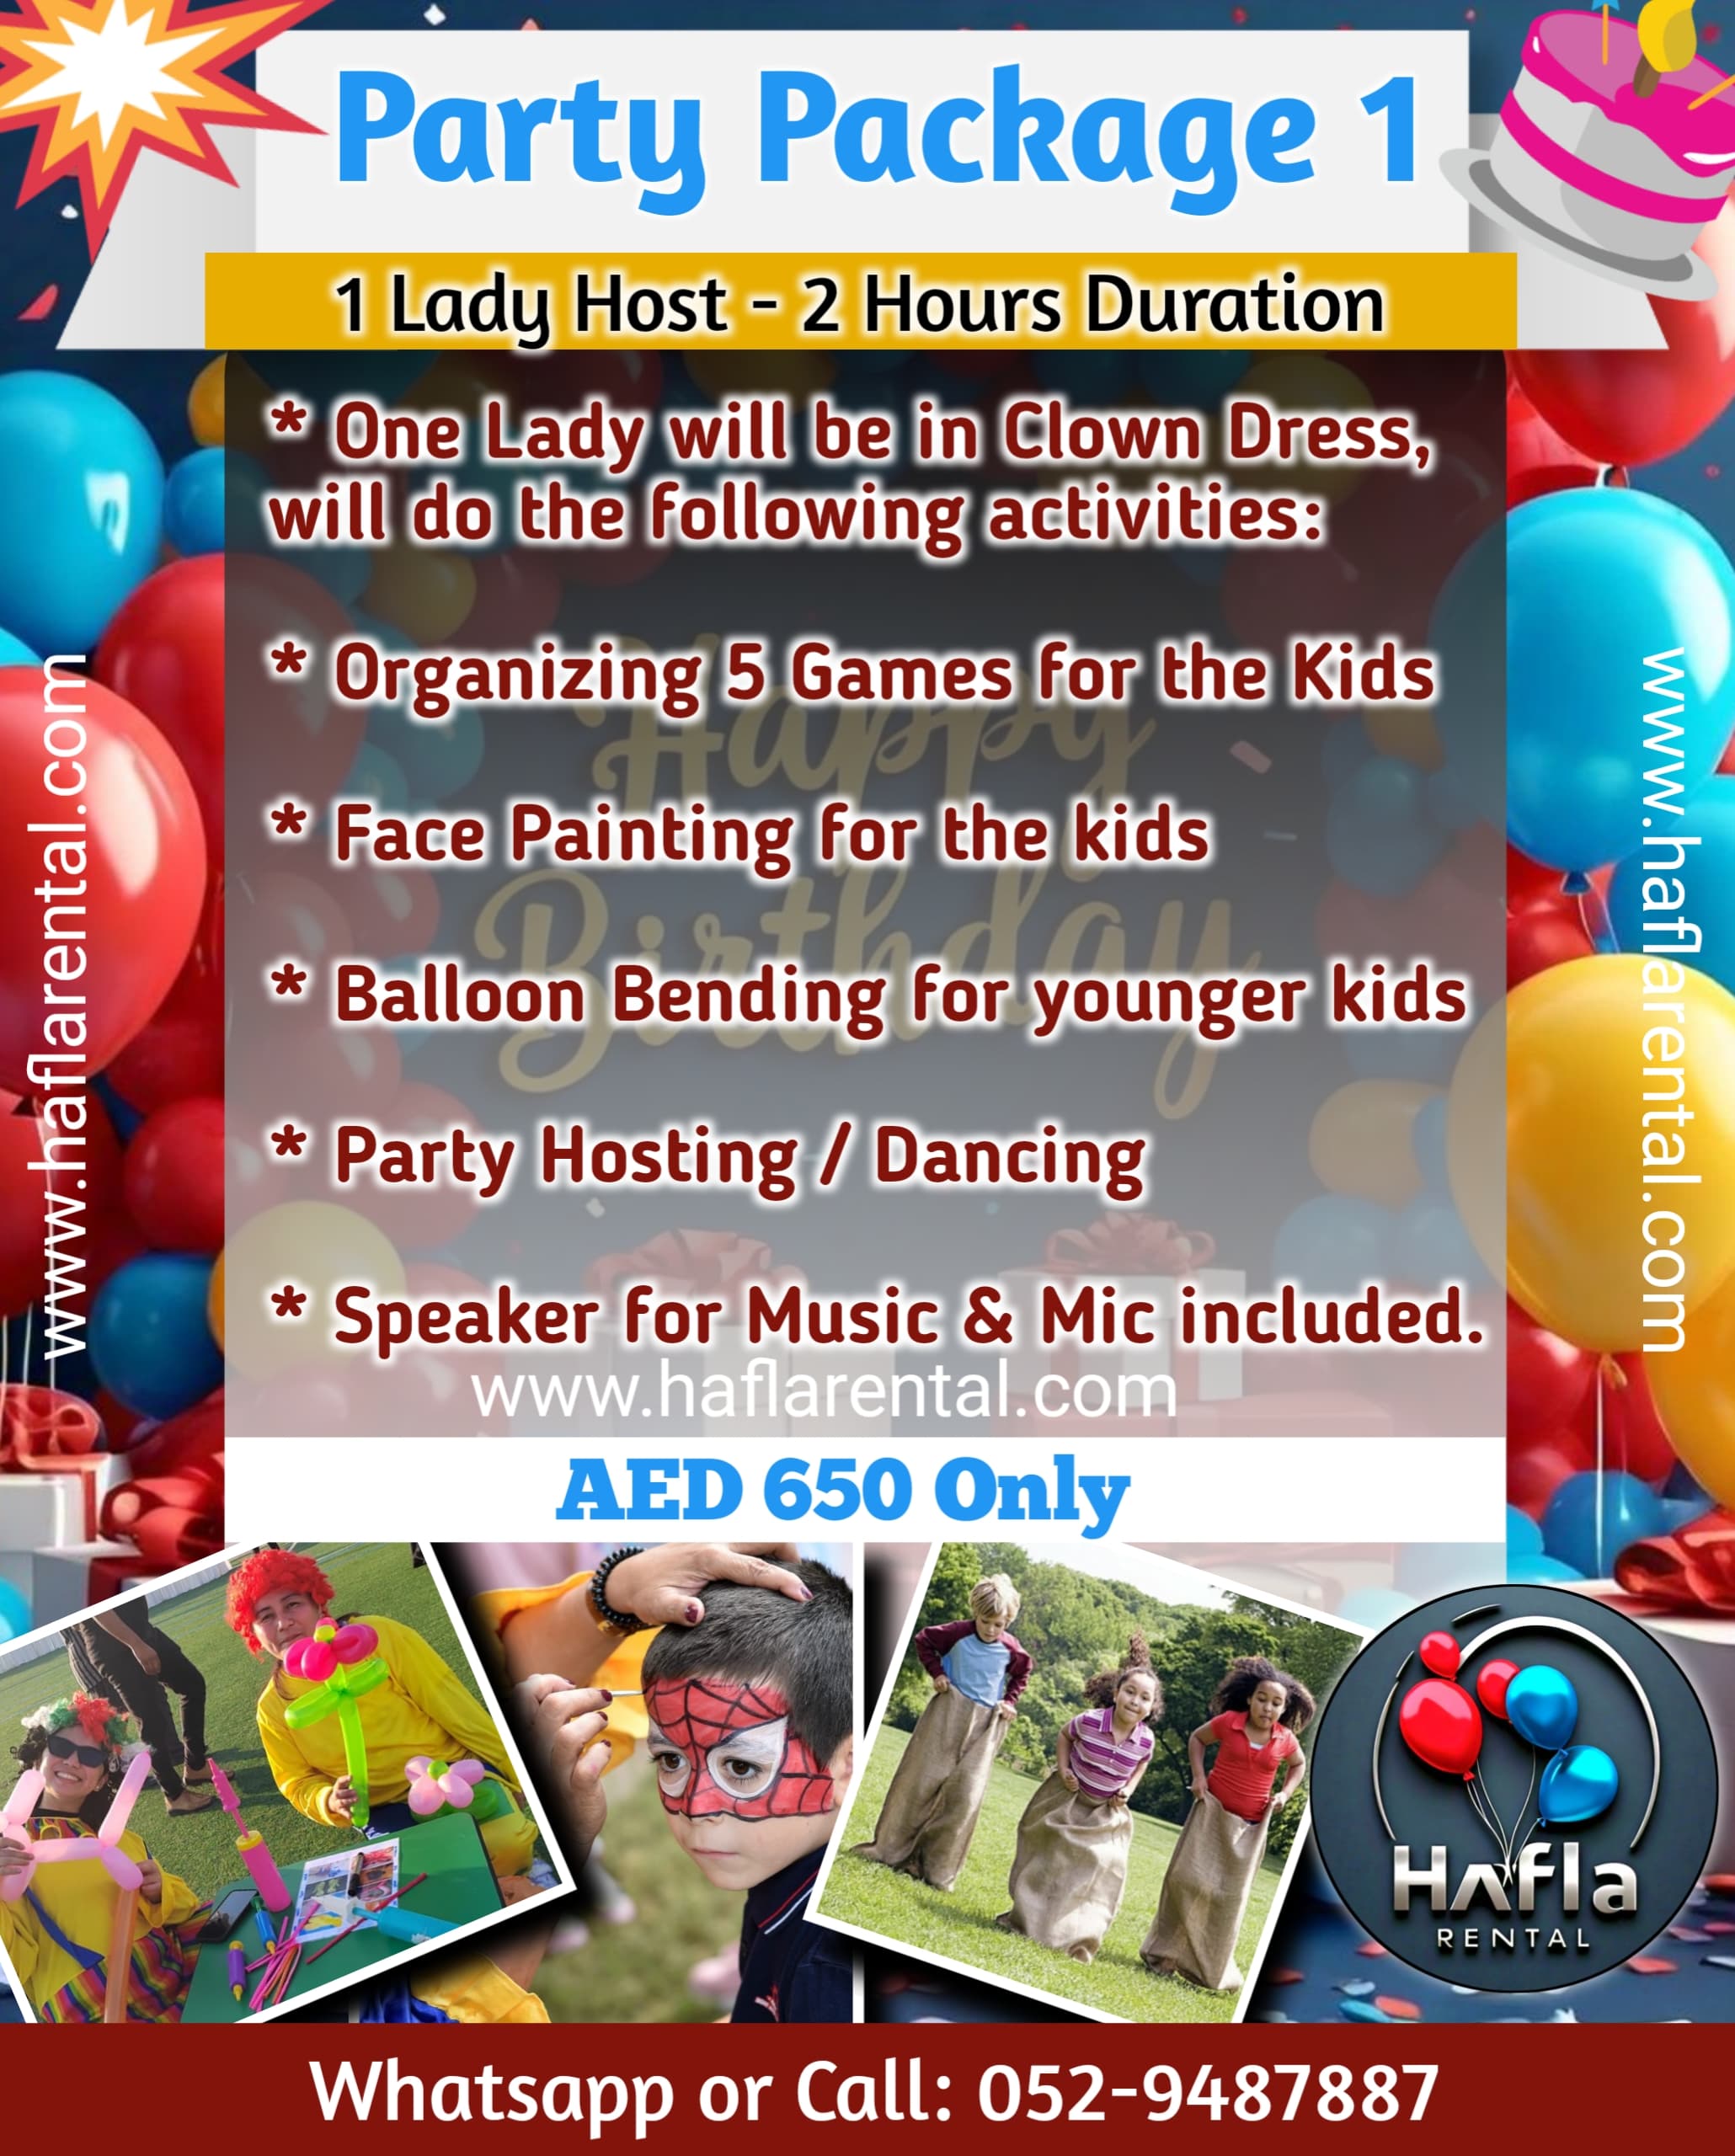 Party Package 1
1 Lady Host - 2 Hours Duration
* One Lady will be in Clown Dress,
will do the following activities:
* Organizing 5 Games for the Kids
* Face Painting for the kids
* Balloon Bending for younger kids
* Party Hosting / Dancing
* Speaker for Music & Mic included.
www.haflarental.com
Happy
Birthday
www.haflarental.com
www.haflarental.com
AED 650 Only
Hafla
RENTAL
Whatsapp or Call: 052-9487887